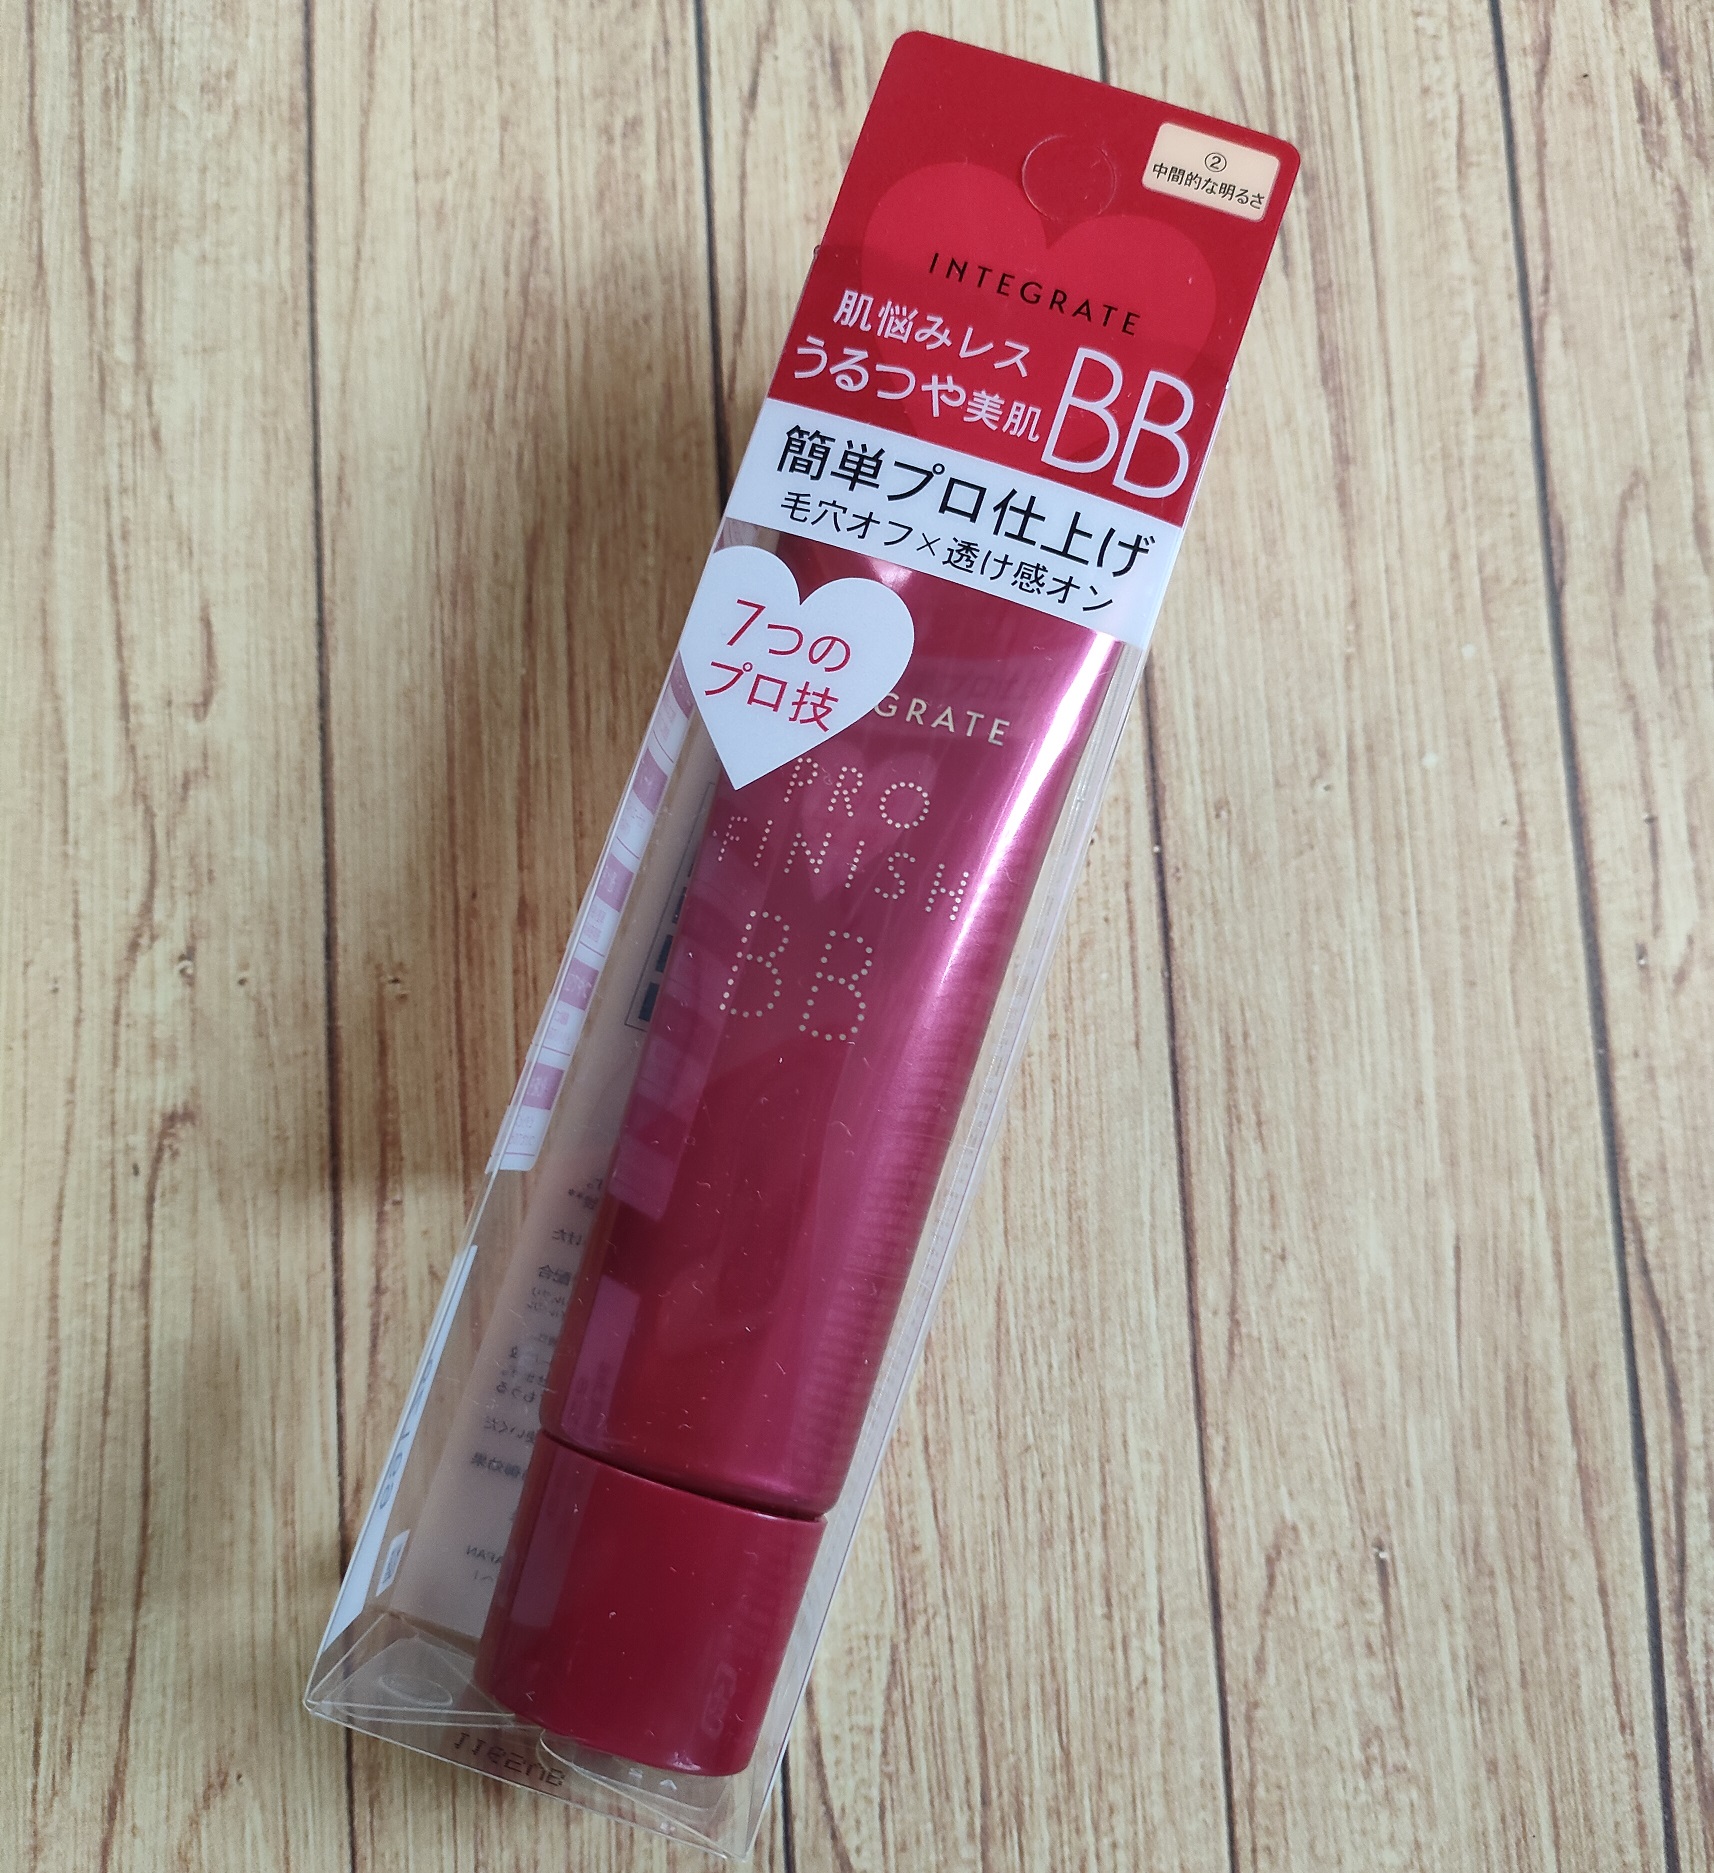 ②
中間的な明るさ
INTEGRATE
肌悩みレス
うるつや美肌
BB
簡単プロ仕上げ
毛穴オフ×透け感オン
7つの
プロ技
GRATE
PRO
FINISH
BB